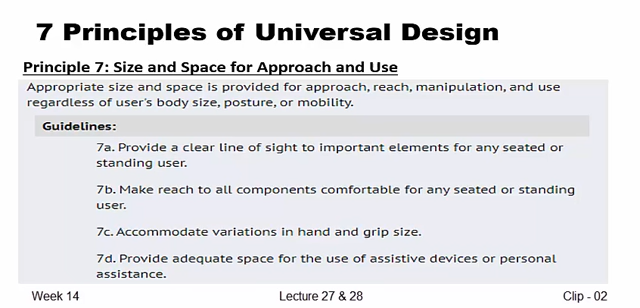 7 Principles of Universal Design
Principle 7: Size and Space for Approach and Use
Appropriate size and space is provided for approach, reach, manipulation, and use
regardless of user's body size, posture, or mobility.
Guidelines:
7a. Provide a clear line of sight to important elements for any seated or
standing user.
7b. Make reach to all components comfortable for any seated or standing
user.
7c. Accommodate variations in hand and grip size.
7d. Provide adequate space for the use of assistive devices or personal
assistance.
Week 14 Lecture 27 & 28 Clip - 02